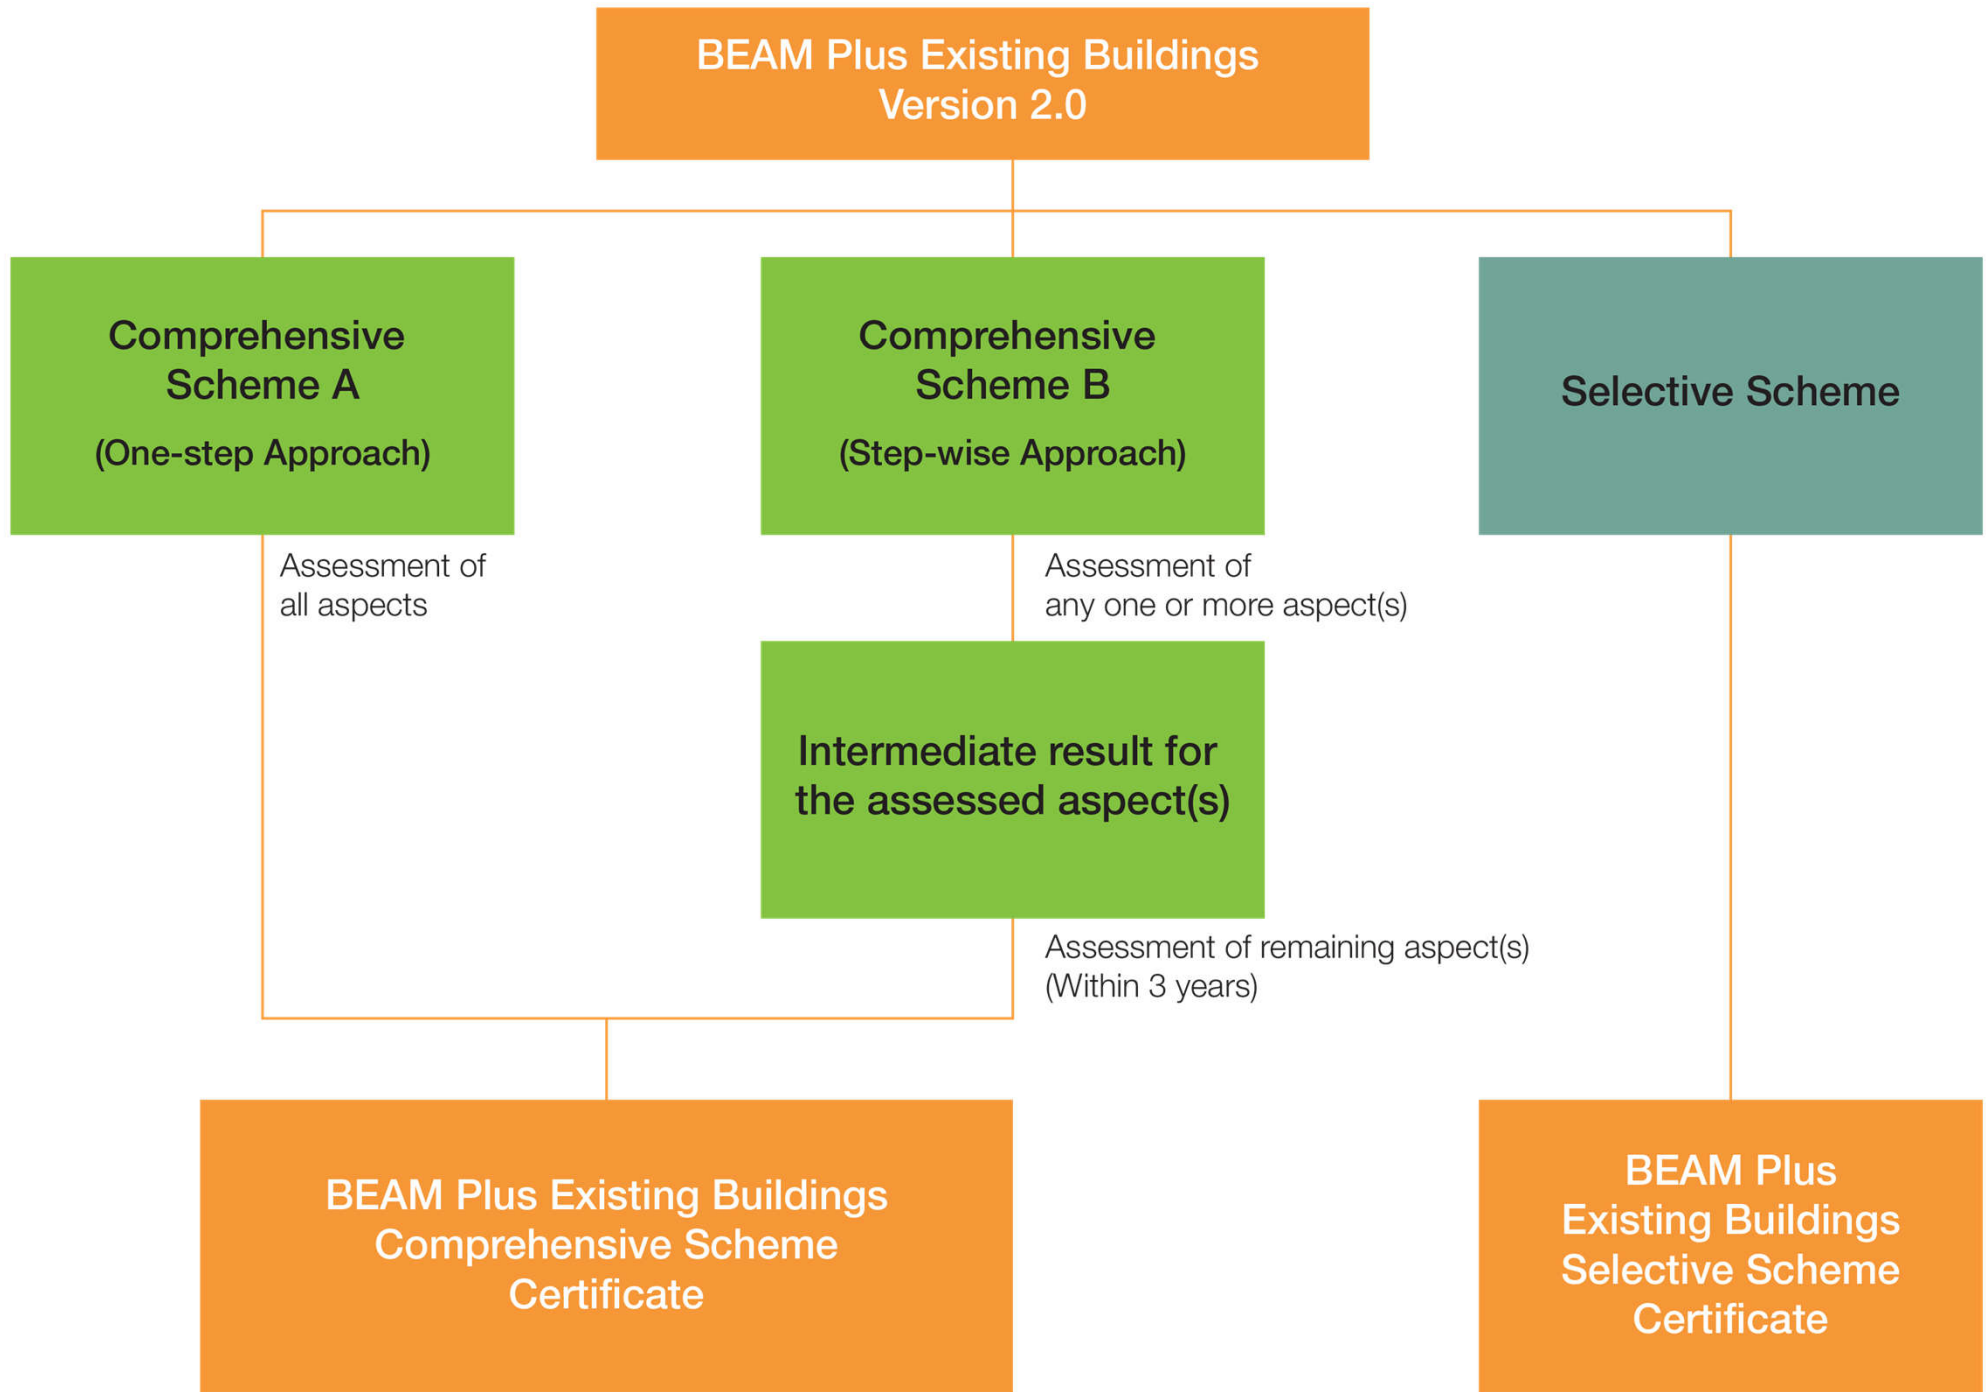 BEAM Plus Existing Buildings
Version 2.0
Comprehensive
Scheme A
(One-step Approach)
Comprehensive
Scheme B
(Step-wise Approach)
Selective Scheme
Assessment of
all aspects
Assessment of
any one or more aspect(s)
Intermediate result for
the assessed aspect(s)
Assessment of remaining aspect(s)
(Within 3 years)
BEAM Plus Existing Buildings
Comprehensive Scheme
Certificate
BEAM Plus
Existing Buildings
Selective Scheme
Certificate